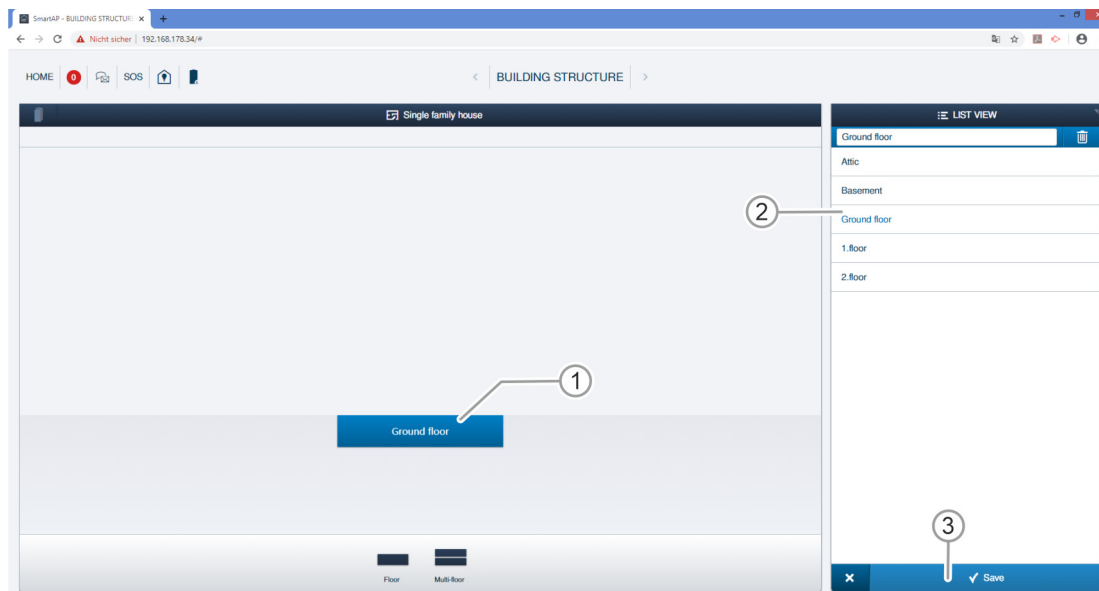 SmartAP - BUILDING STRUCTUR
Nicht sicher | 192.168.178.34/#
HOME 0 SOS BUILDING STRUCTURE
Single family house
LIST VIEW
Ground floor
Attic
Basement
2
Ground floor
1.floor
2.floor
1
Ground floor
3
Floor Multi-floor
Save